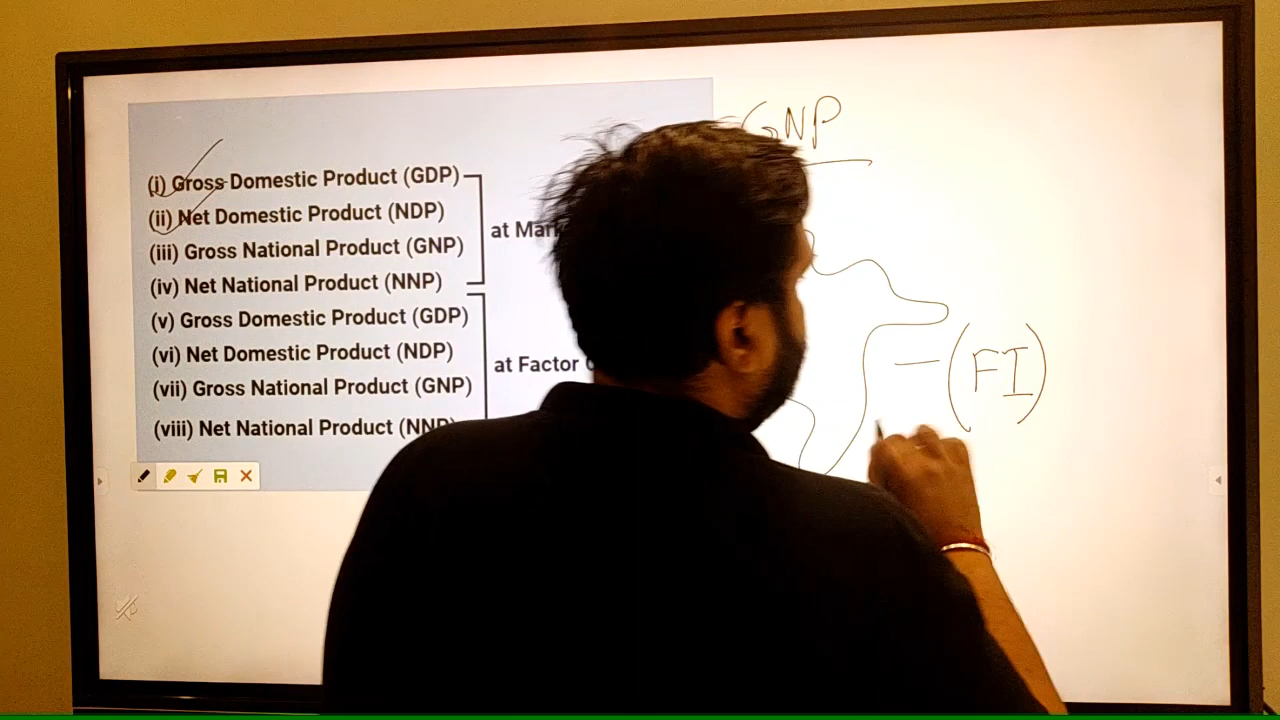 GNP
(i) Gross Domestic Product (GDP)
(ii) Net Domestic Product (NDP)
at
(iii) Gross National Product (GNP)
(iv) Net National Product (NNP)
(v) Gross Domestic Product (GDP)
(vi) Net Domestic Product (NDP)
at Factor
(vii) Gross National Product (GNP)
(viii) Net National Product (NNP)
– (FI)